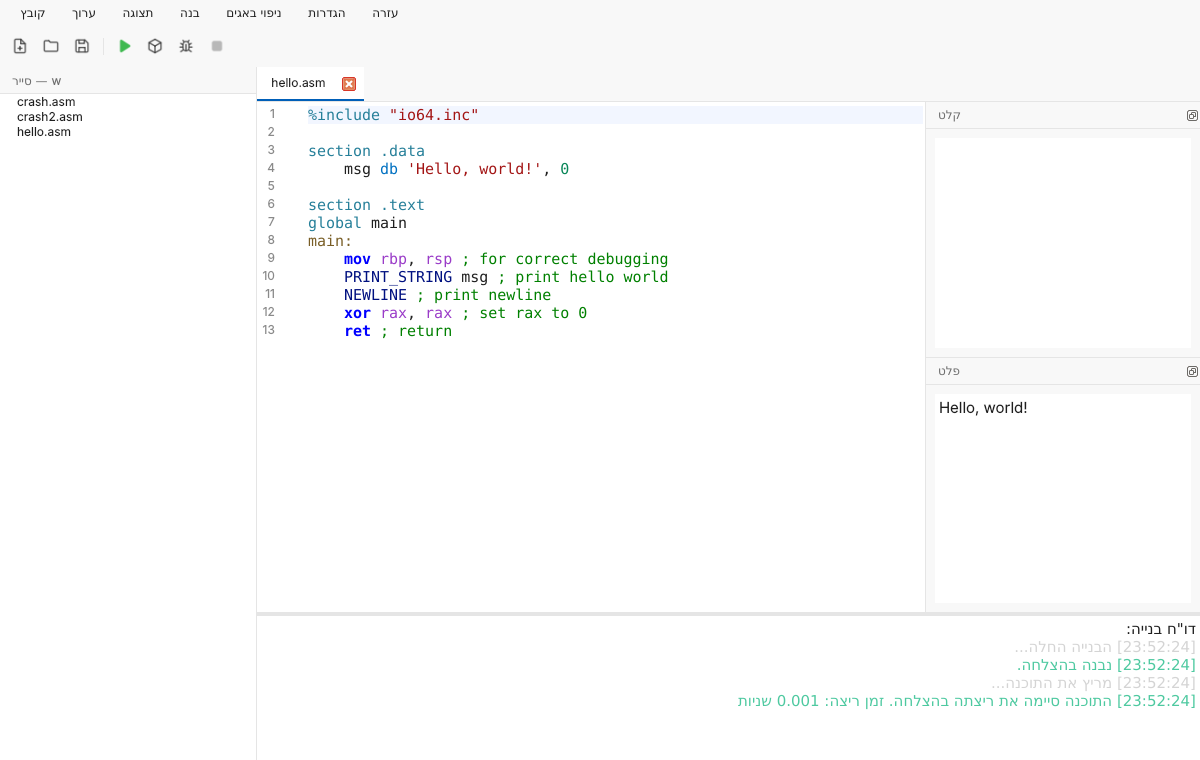 קובץ ערוך תצוגה בנה ניפוי באגים הגדרות עזרה
סייר — w
crash.asm
crash2.asm
hello.asm
hello.asm
1 %include "io64.inc"
2
3 section .data
4 msg db 'Hello, world!', 0
5
6 section .text
7 global main
8 main:
9 mov rbp, rsp ; for correct debugging
10 PRINT_STRING msg ; print hello world
11 NEWLINE ; print newline
12 xor rax, rax ; set rax to 0
13 ret ; return
קלט
פלט
Hello, world!
דו"ח בנייה:
[23:52:24] הבנייה החלה...
[23:52:24] נבנה בהצלחה.
[23:52:24] מריץ את התוכנה...
[23:52:24] התוכנה סיימה את ריצתה בהצלחה. זמן ריצה: 0.001 שניות